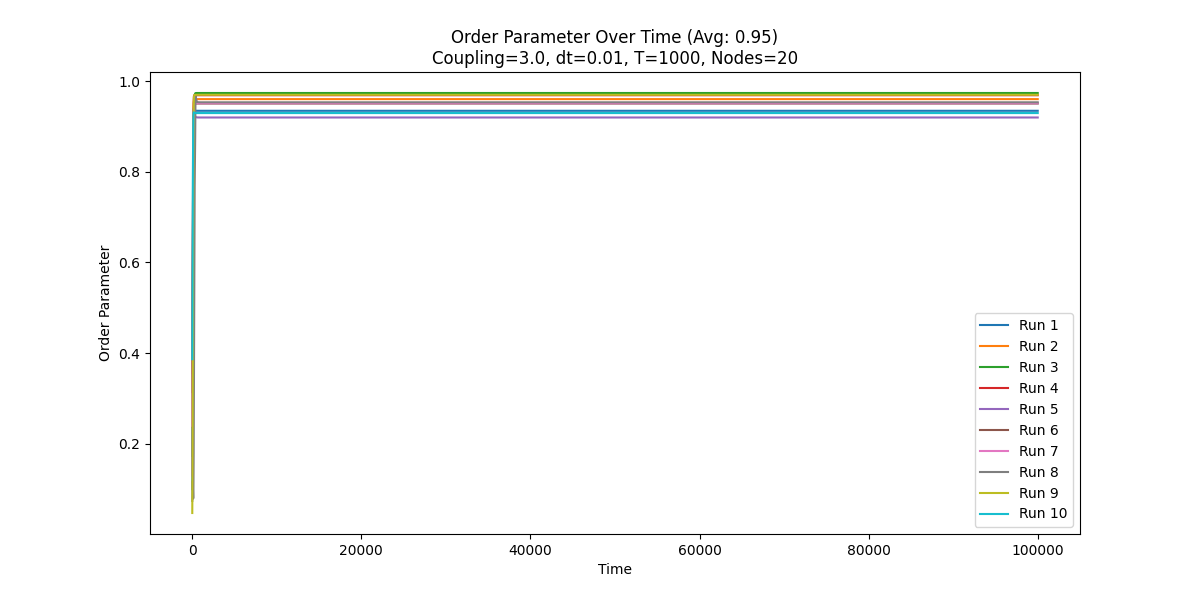 Order Parameter Over Time (Avg: 0.95)
Coupling=3.0, dt=0.01, T=1000, Nodes=20
1.0
0.8
0.6
0.4
0.2
Order Parameter
Run 1
Run 2
Run 3
Run 4
Run 5
Run 6
Run 7
Run 8
Run 9
Run 10
0
20000
40000
60000
80000
100000
Time